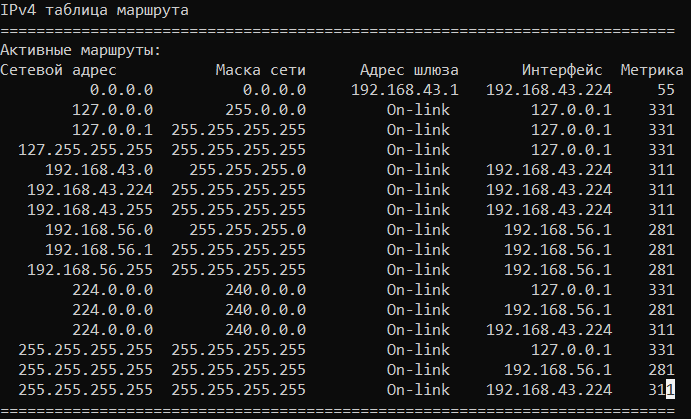 IPv4 таблица маршрута
===========================================================================
Активные маршруты:
Сетевой адрес           Маска сети      Адрес шлюза       Интерфейс  Метрика
          0.0.0.0          0.0.0.0     192.168.43.1   192.168.43.224     55
        127.0.0.0        255.0.0.0         On-link         127.0.0.1    331
        127.0.0.1  255.255.255.255         On-link         127.0.0.1    331
  127.255.255.255  255.255.255.255         On-link         127.0.0.1    331
     192.168.43.0    255.255.255.0         On-link    192.168.43.224    311
   192.168.43.224  255.255.255.255         On-link    192.168.43.224    311
   192.168.43.255  255.255.255.255         On-link    192.168.43.224    311
     192.168.56.0    255.255.255.0         On-link      192.168.56.1    281
     192.168.56.1  255.255.255.255         On-link      192.168.56.1    281
   192.168.56.255  255.255.255.255         On-link      192.168.56.1    281
        224.0.0.0        240.0.0.0         On-link         127.0.0.1    331
        224.0.0.0        240.0.0.0         On-link      192.168.56.1    281
        224.0.0.0        240.0.0.0         On-link    192.168.43.224    311
  255.255.255.255  255.255.255.255         On-link         127.0.0.1    331
  255.255.255.255  255.255.255.255         On-link      192.168.56.1    281
  255.255.255.255  255.255.255.255         On-link    192.168.43.224    311
===========================================================================